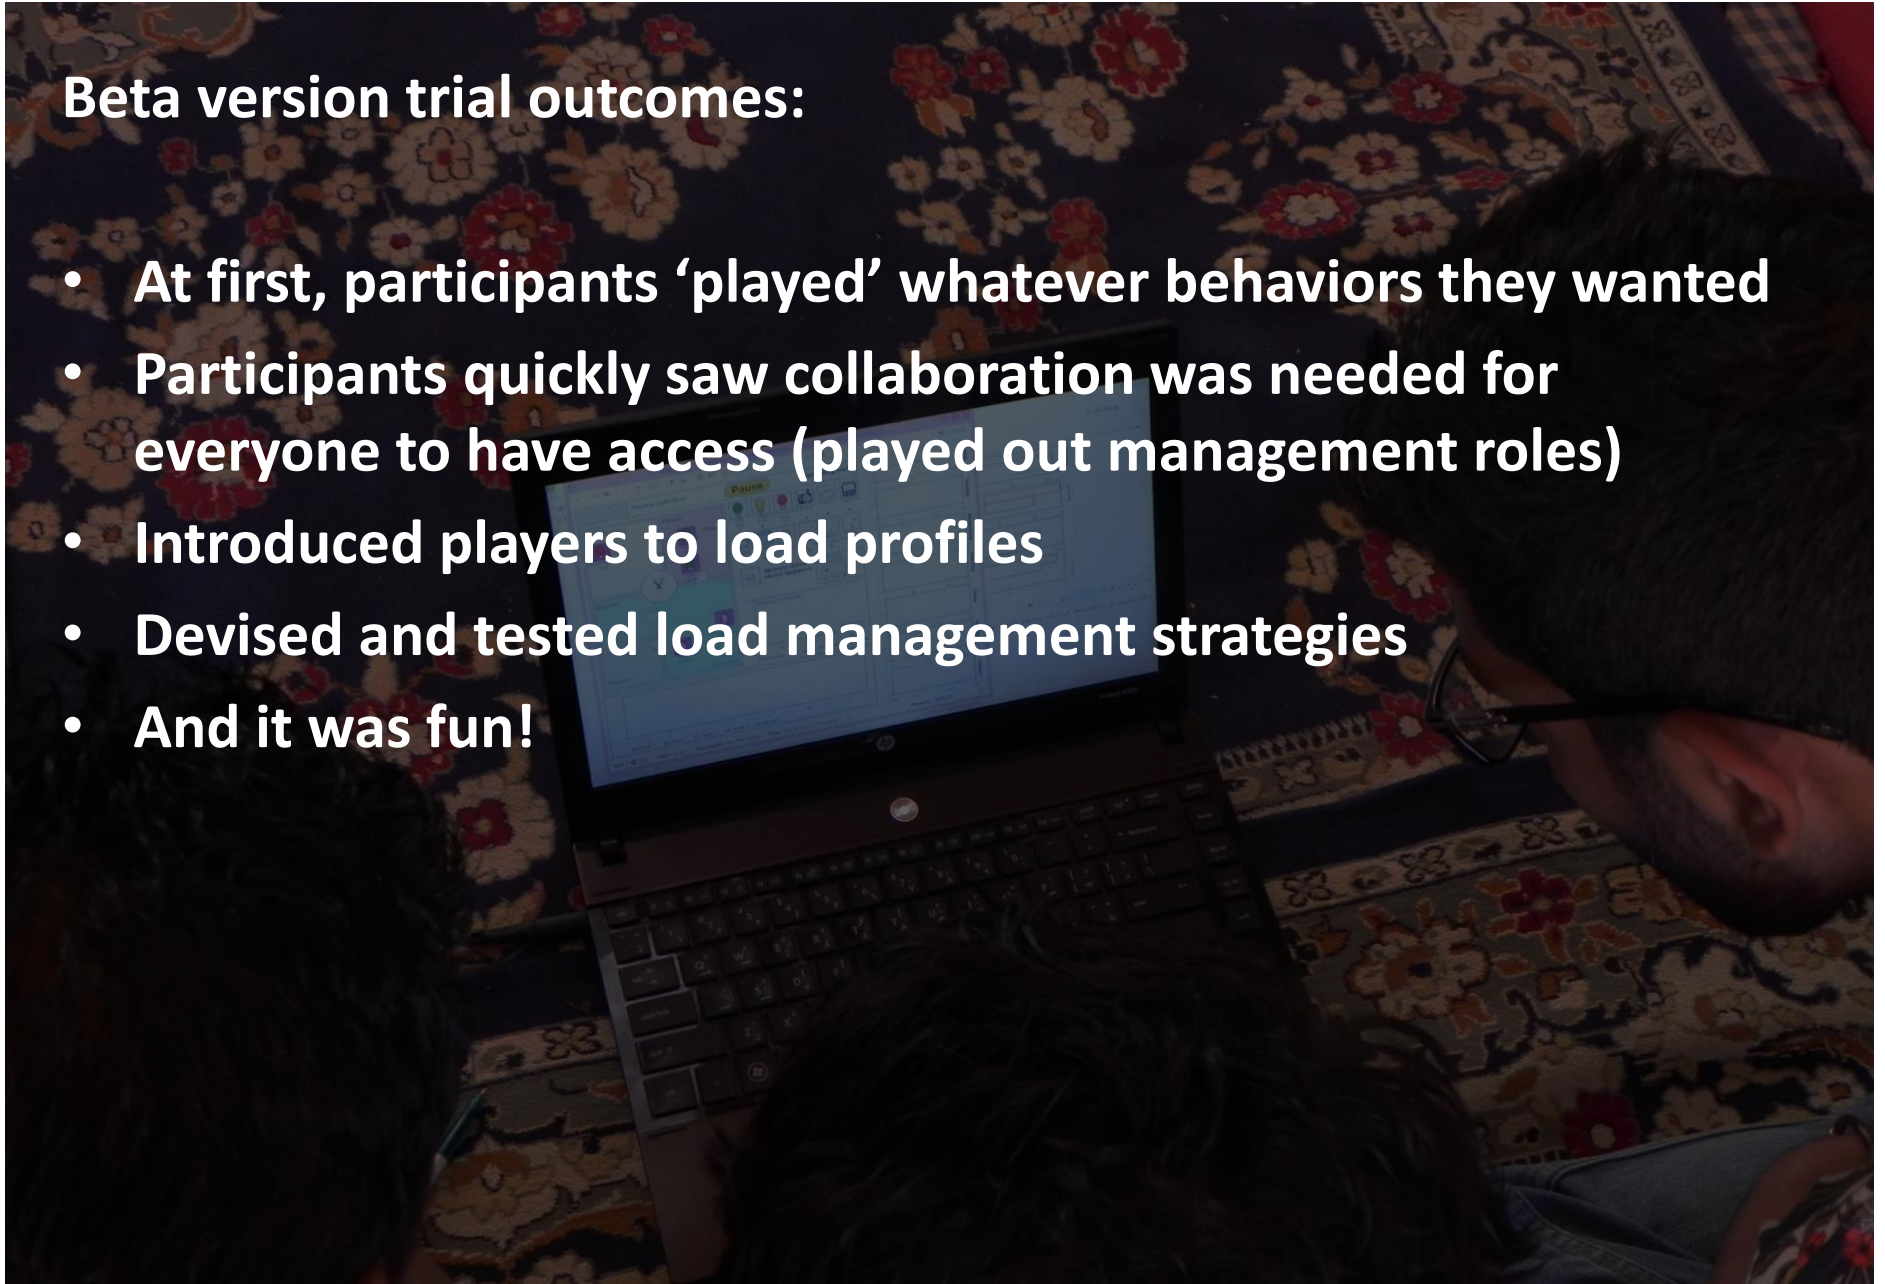 Beta version trial outcomes:
• At first, participants ‘played’ whatever behaviors they wanted
• Participants quickly saw collaboration was needed for
everyone to have access (played out management roles)
• Introduced players to load profiles
• Devised and tested load management strategies
• And it was fun!
Pause
hp